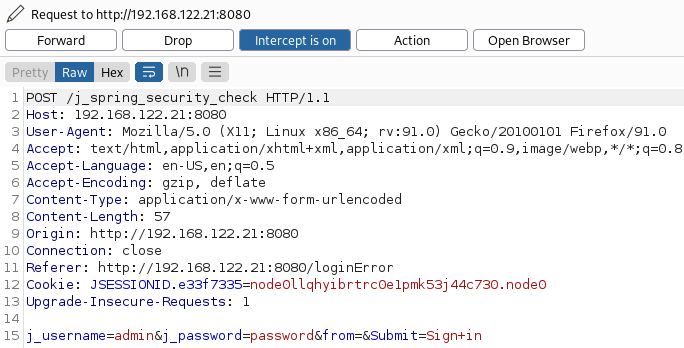 Request to http://192.168.122.21:8080
Forward Drop Intercept is on Action Open Browser
Pretty Raw Hex \n
1 POST /j_spring_security_check HTTP/1.1
2 Host: 192.168.122.21:8080
3 User-Agent: Mozilla/5.0 (X11; Linux x86_64; rv:91.0) Gecko/20100101 Firefox/91.0
4 Accept: text/html,application/xhtml+xml,application/xml;q=0.9,image/webp,*/*;q=0.8
5 Accept-Language: en-US,en;q=0.5
6 Accept-Encoding: gzip, deflate
7 Content-Type: application/x-www-form-urlencoded
8 Content-Length: 57
9 Origin: http://192.168.122.21:8080
10 Connection: close
11 Referer: http://192.168.122.21:8080/loginError
12 Cookie: JSESSIONID.e33f7335=node0llqhyibrtrc0e1pmk53j44c730.node0
13 Upgrade-Insecure-Requests: 1
14
15 j_username=admin&j_password=password&from=&Submit=Sign+in